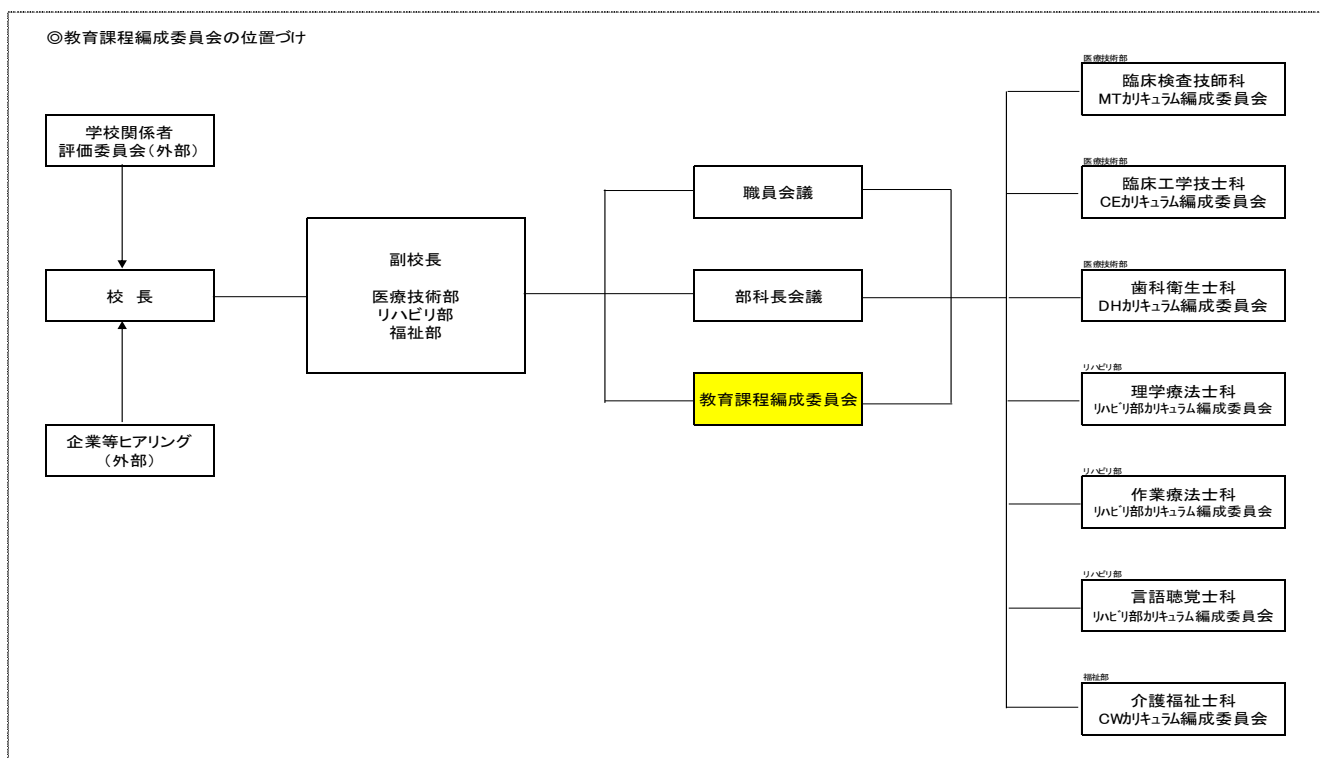 ◎教育課程編成委員会の位置づけ
学校関係者
評価委員会(外部)
校 長
企業等ヒアリング
(外部)
副校長
医療技術部
リハビリ部
福祉部
職員会議
部科長会議
教育課程編成委員会
医療技術部
臨床検査技師科
MTカリキュラム編成委員会
医療技術部
臨床工学技士科
CEカリキュラム編成委員会
医療技術部
歯科衛生士科
DHカリキュラム編成委員会
リハビリ部
理学療法士科
リハビリ部カリキュラム編成委員会
リハビリ部
作業療法士科
リハビリ部カリキュラム編成委員会
リハビリ部
言語聴覚士科
リハビリ部カリキュラム編成委員会
福祉部
介護福祉士科
CWカリキュラム編成委員会